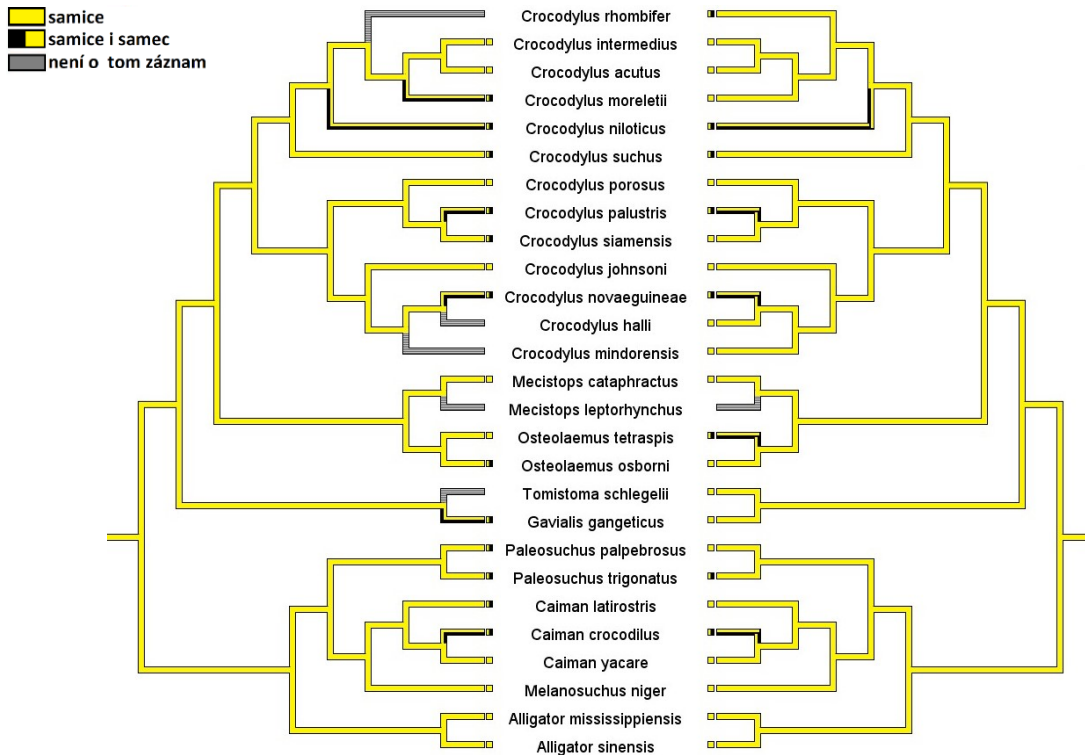 samice
samice i samec
není o tom záznam
Crocodylus rhombifer
Crocodylus intermedius
Crocodylus acutus
Crocodylus moreletii
Crocodylus niloticus
Crocodylus suchus
Crocodylus porosus
Crocodylus palustris
Crocodylus siamensis
Crocodylus johnsoni
Crocodylus novaeguineae
Crocodylus halli
Crocodylus mindorensis
Mecistops cataphractus
Mecistops leptorhynchus
Osteolaemus tetraspis
Osteolaemus osborni
Tomistoma schlegelii
Gavialis gangeticus
Paleosuchus palpebrosus
Paleosuchus trigonatus
Caiman latirostris
Caiman crocodilus
Caiman yacare
Melanosuchus niger
Alligator mississippiensis
Alligator sinensis